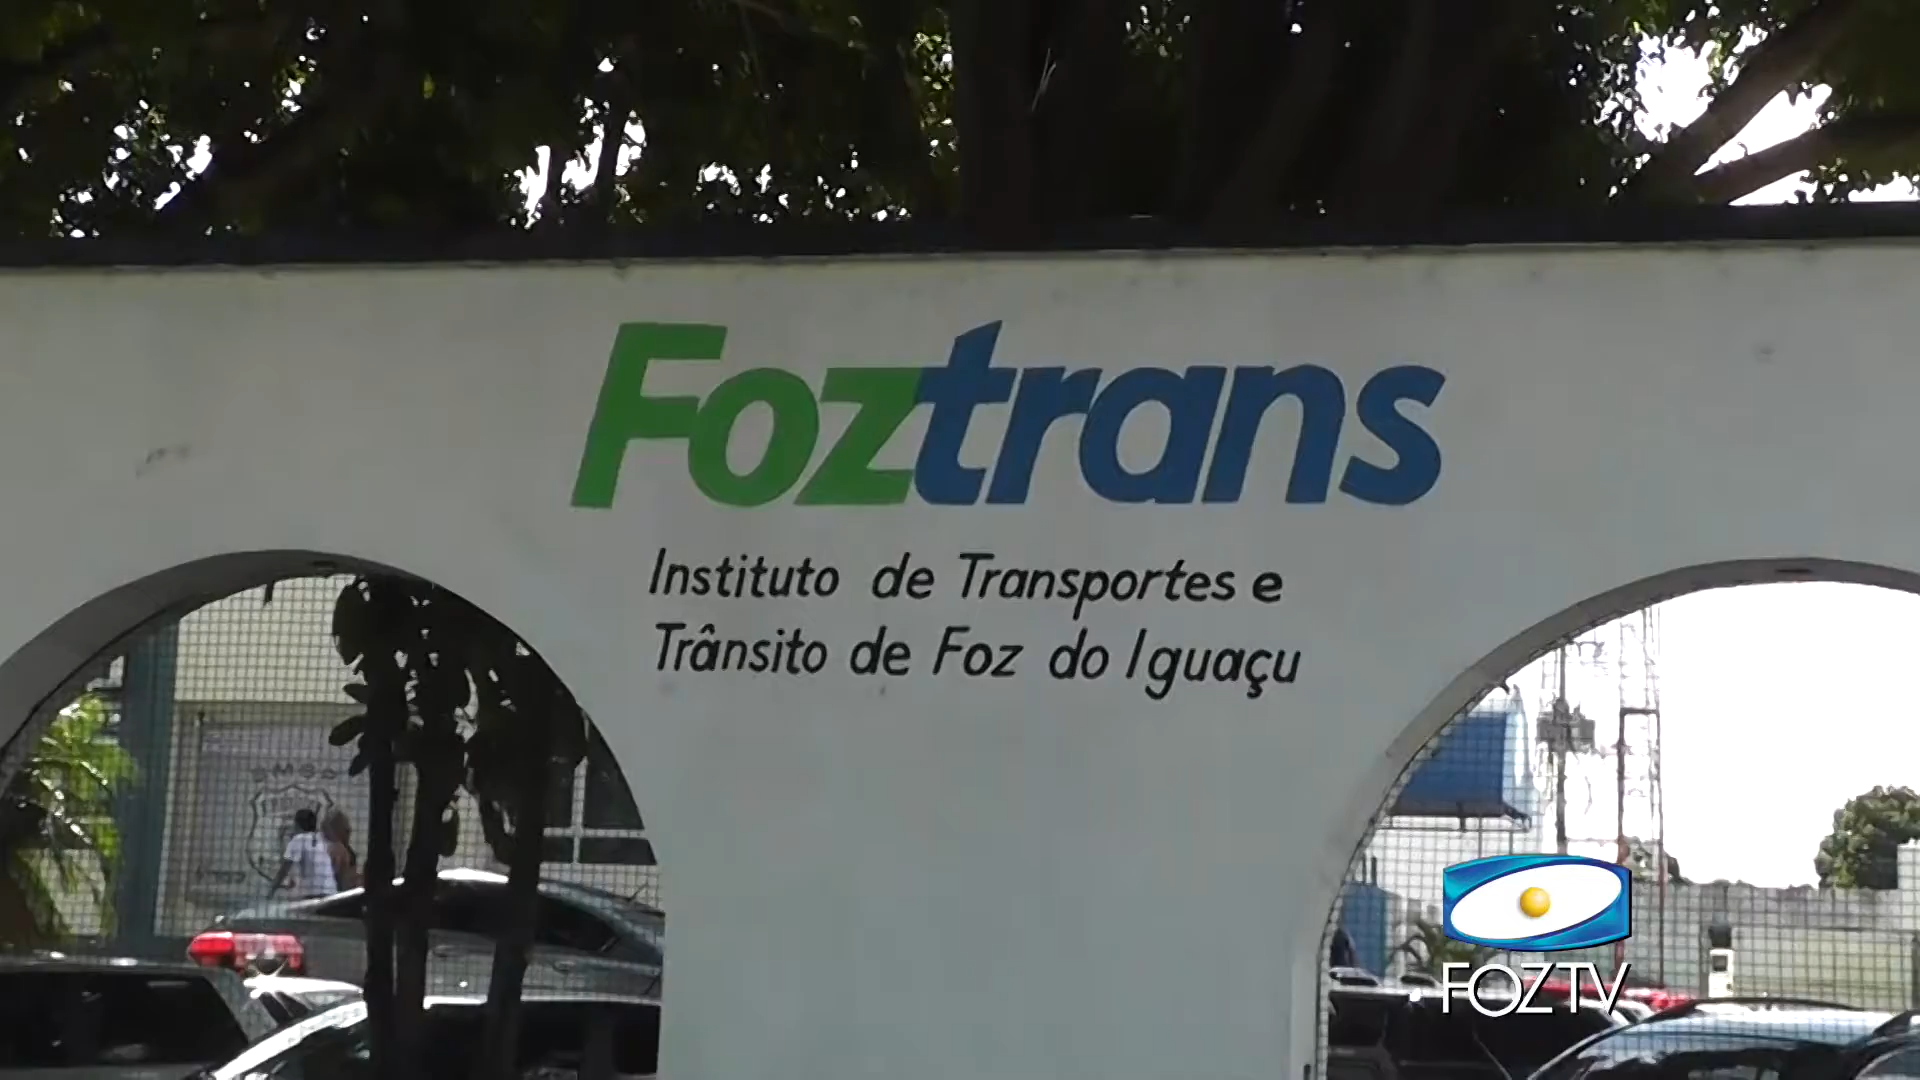 Foztrans
Instituto de Transportes e
Trânsito de Foz do Iguaçu
FOZTV